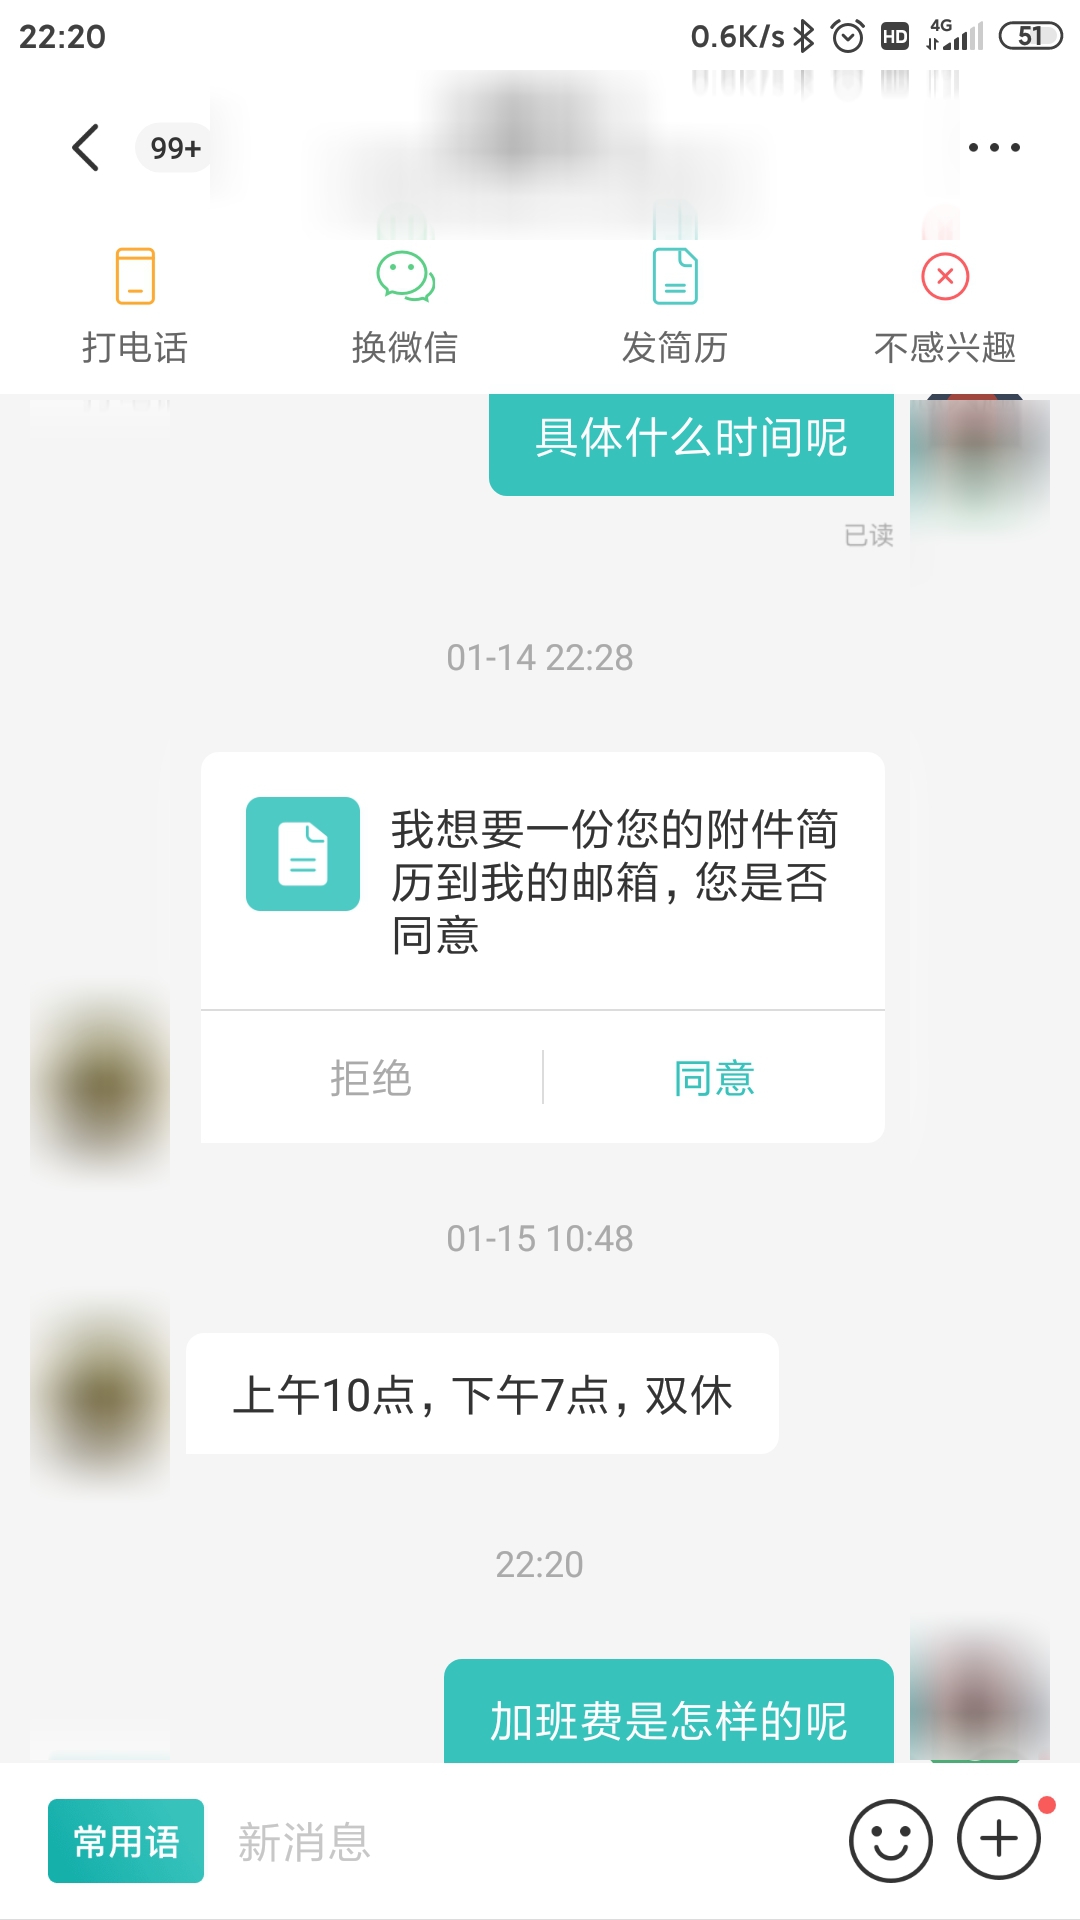 22:20
0.6K/s
HD
4G
51
99+
打电话
换微信
发简历
不感兴趣
具体什么时间呢
已读
01-14 22:28
我想要一份您的附件简
历到我的邮箱，您是否
同意
拒绝
同意
01-15 10:48
上午10点，下午7点，双休
22:20
加班费是怎样的呢
常用语
新消息